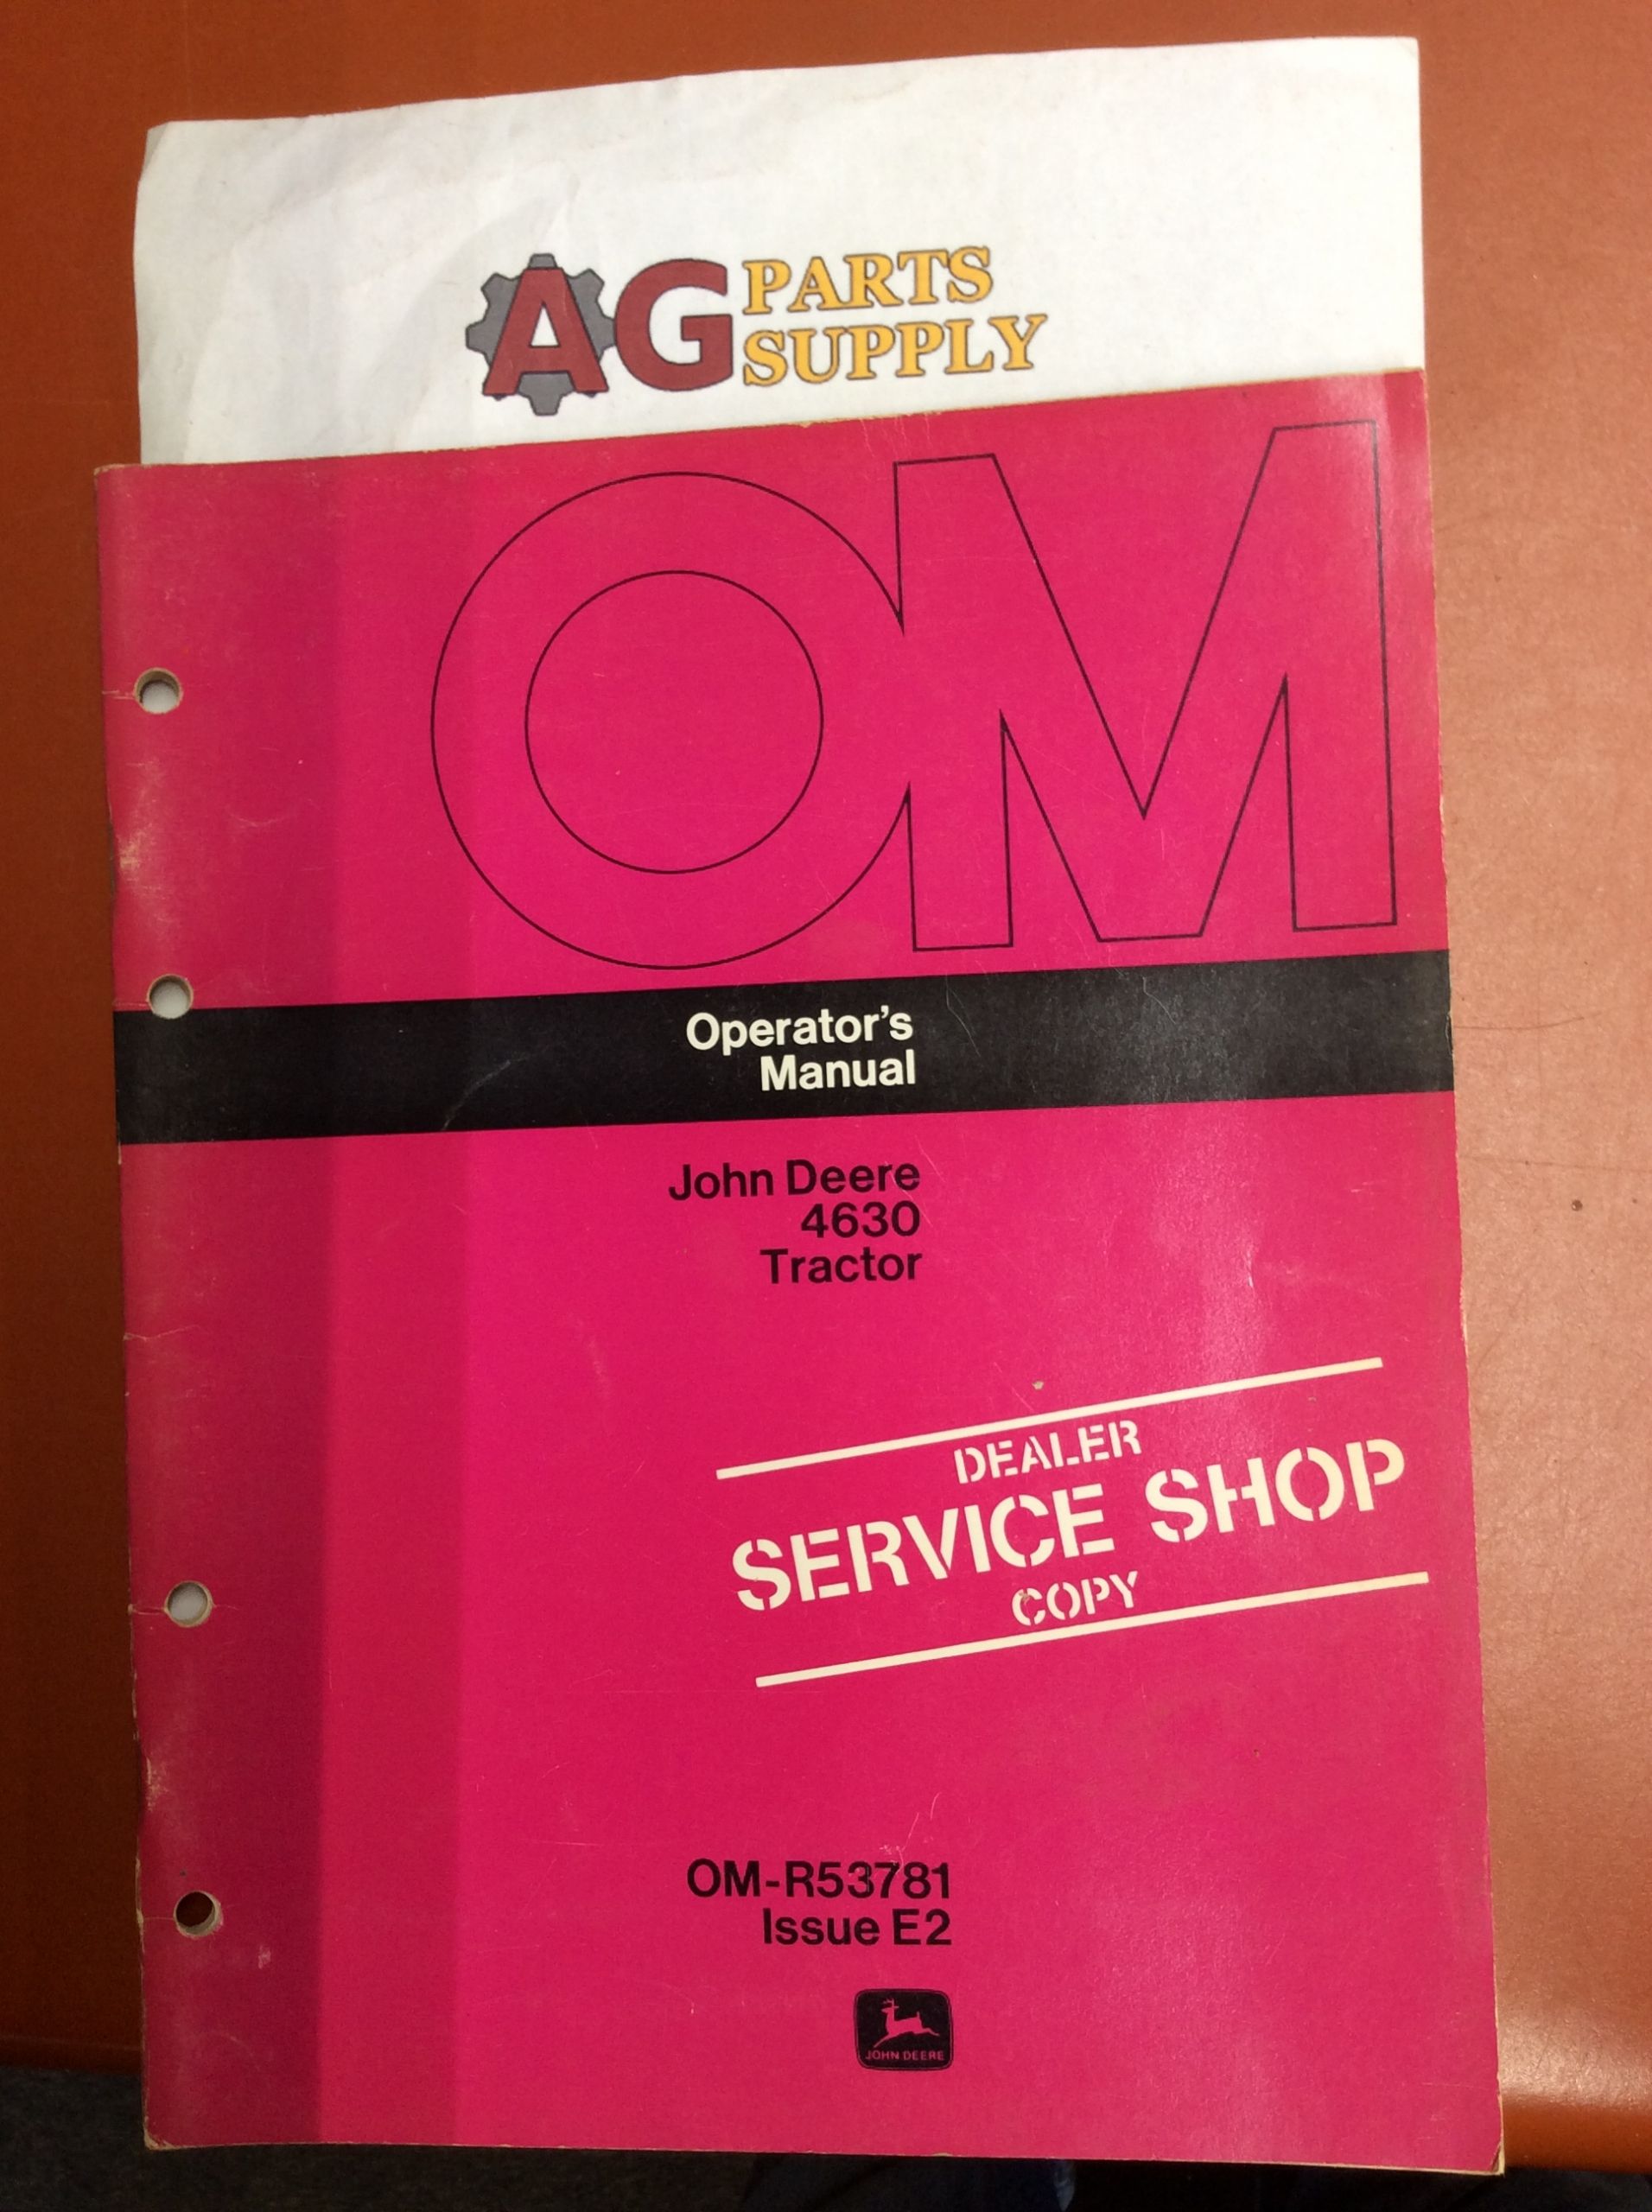 AG PARTS
SUPPLY
OM
Operator's
Manual
John Deere
4630
Tractor
DEALER
SERVICE SHOP
COPY
OM-R53781
Issue E2
JOHN DEERE